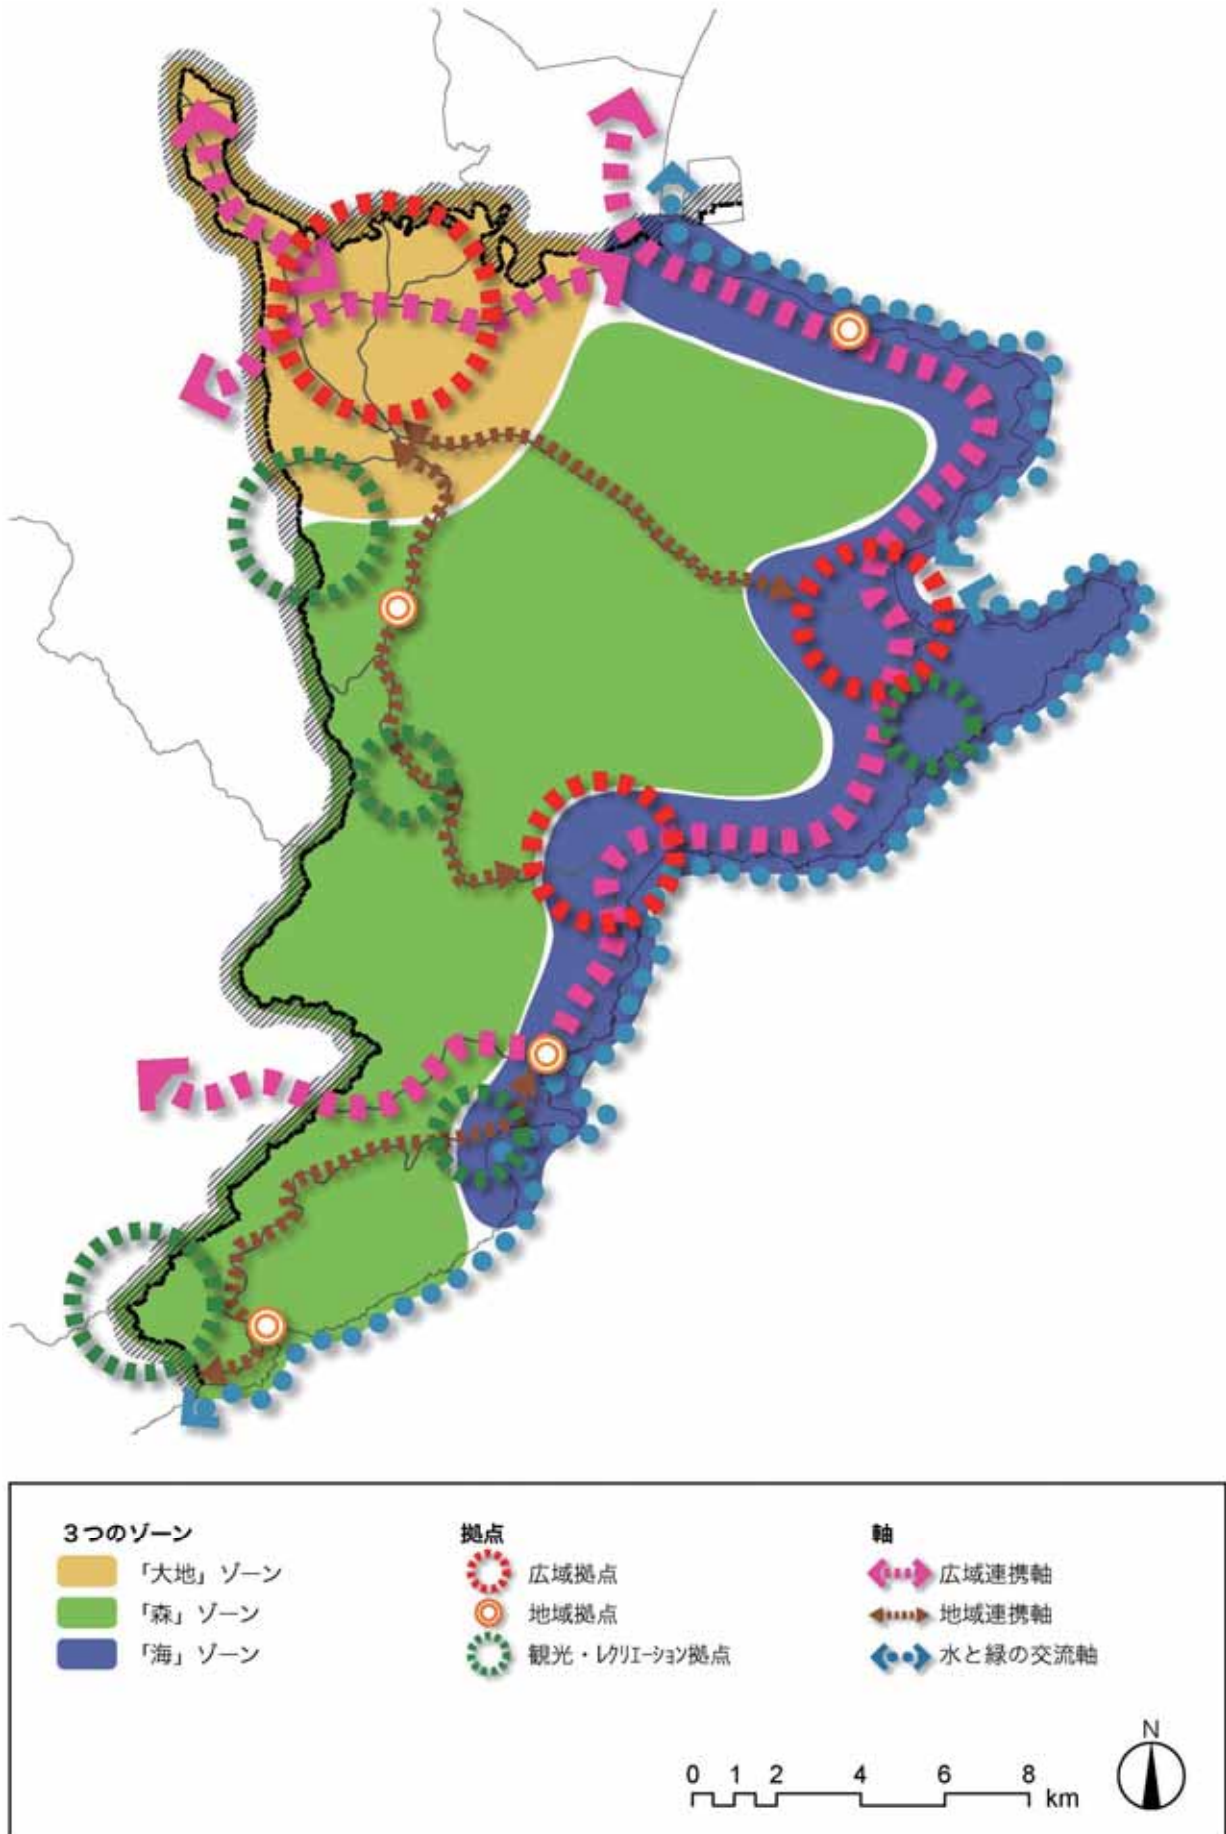 3つのゾーン
「大地」ゾーン
「森」ゾーン
「海」ゾーン
拠点
広域拠点
地域拠点
観光・ﾚｸﾘｴｰｼｮﾝ拠点
軸
広域連携軸
地域連携軸
水と緑の交流軸
N
0 1 2 4 6 8
km